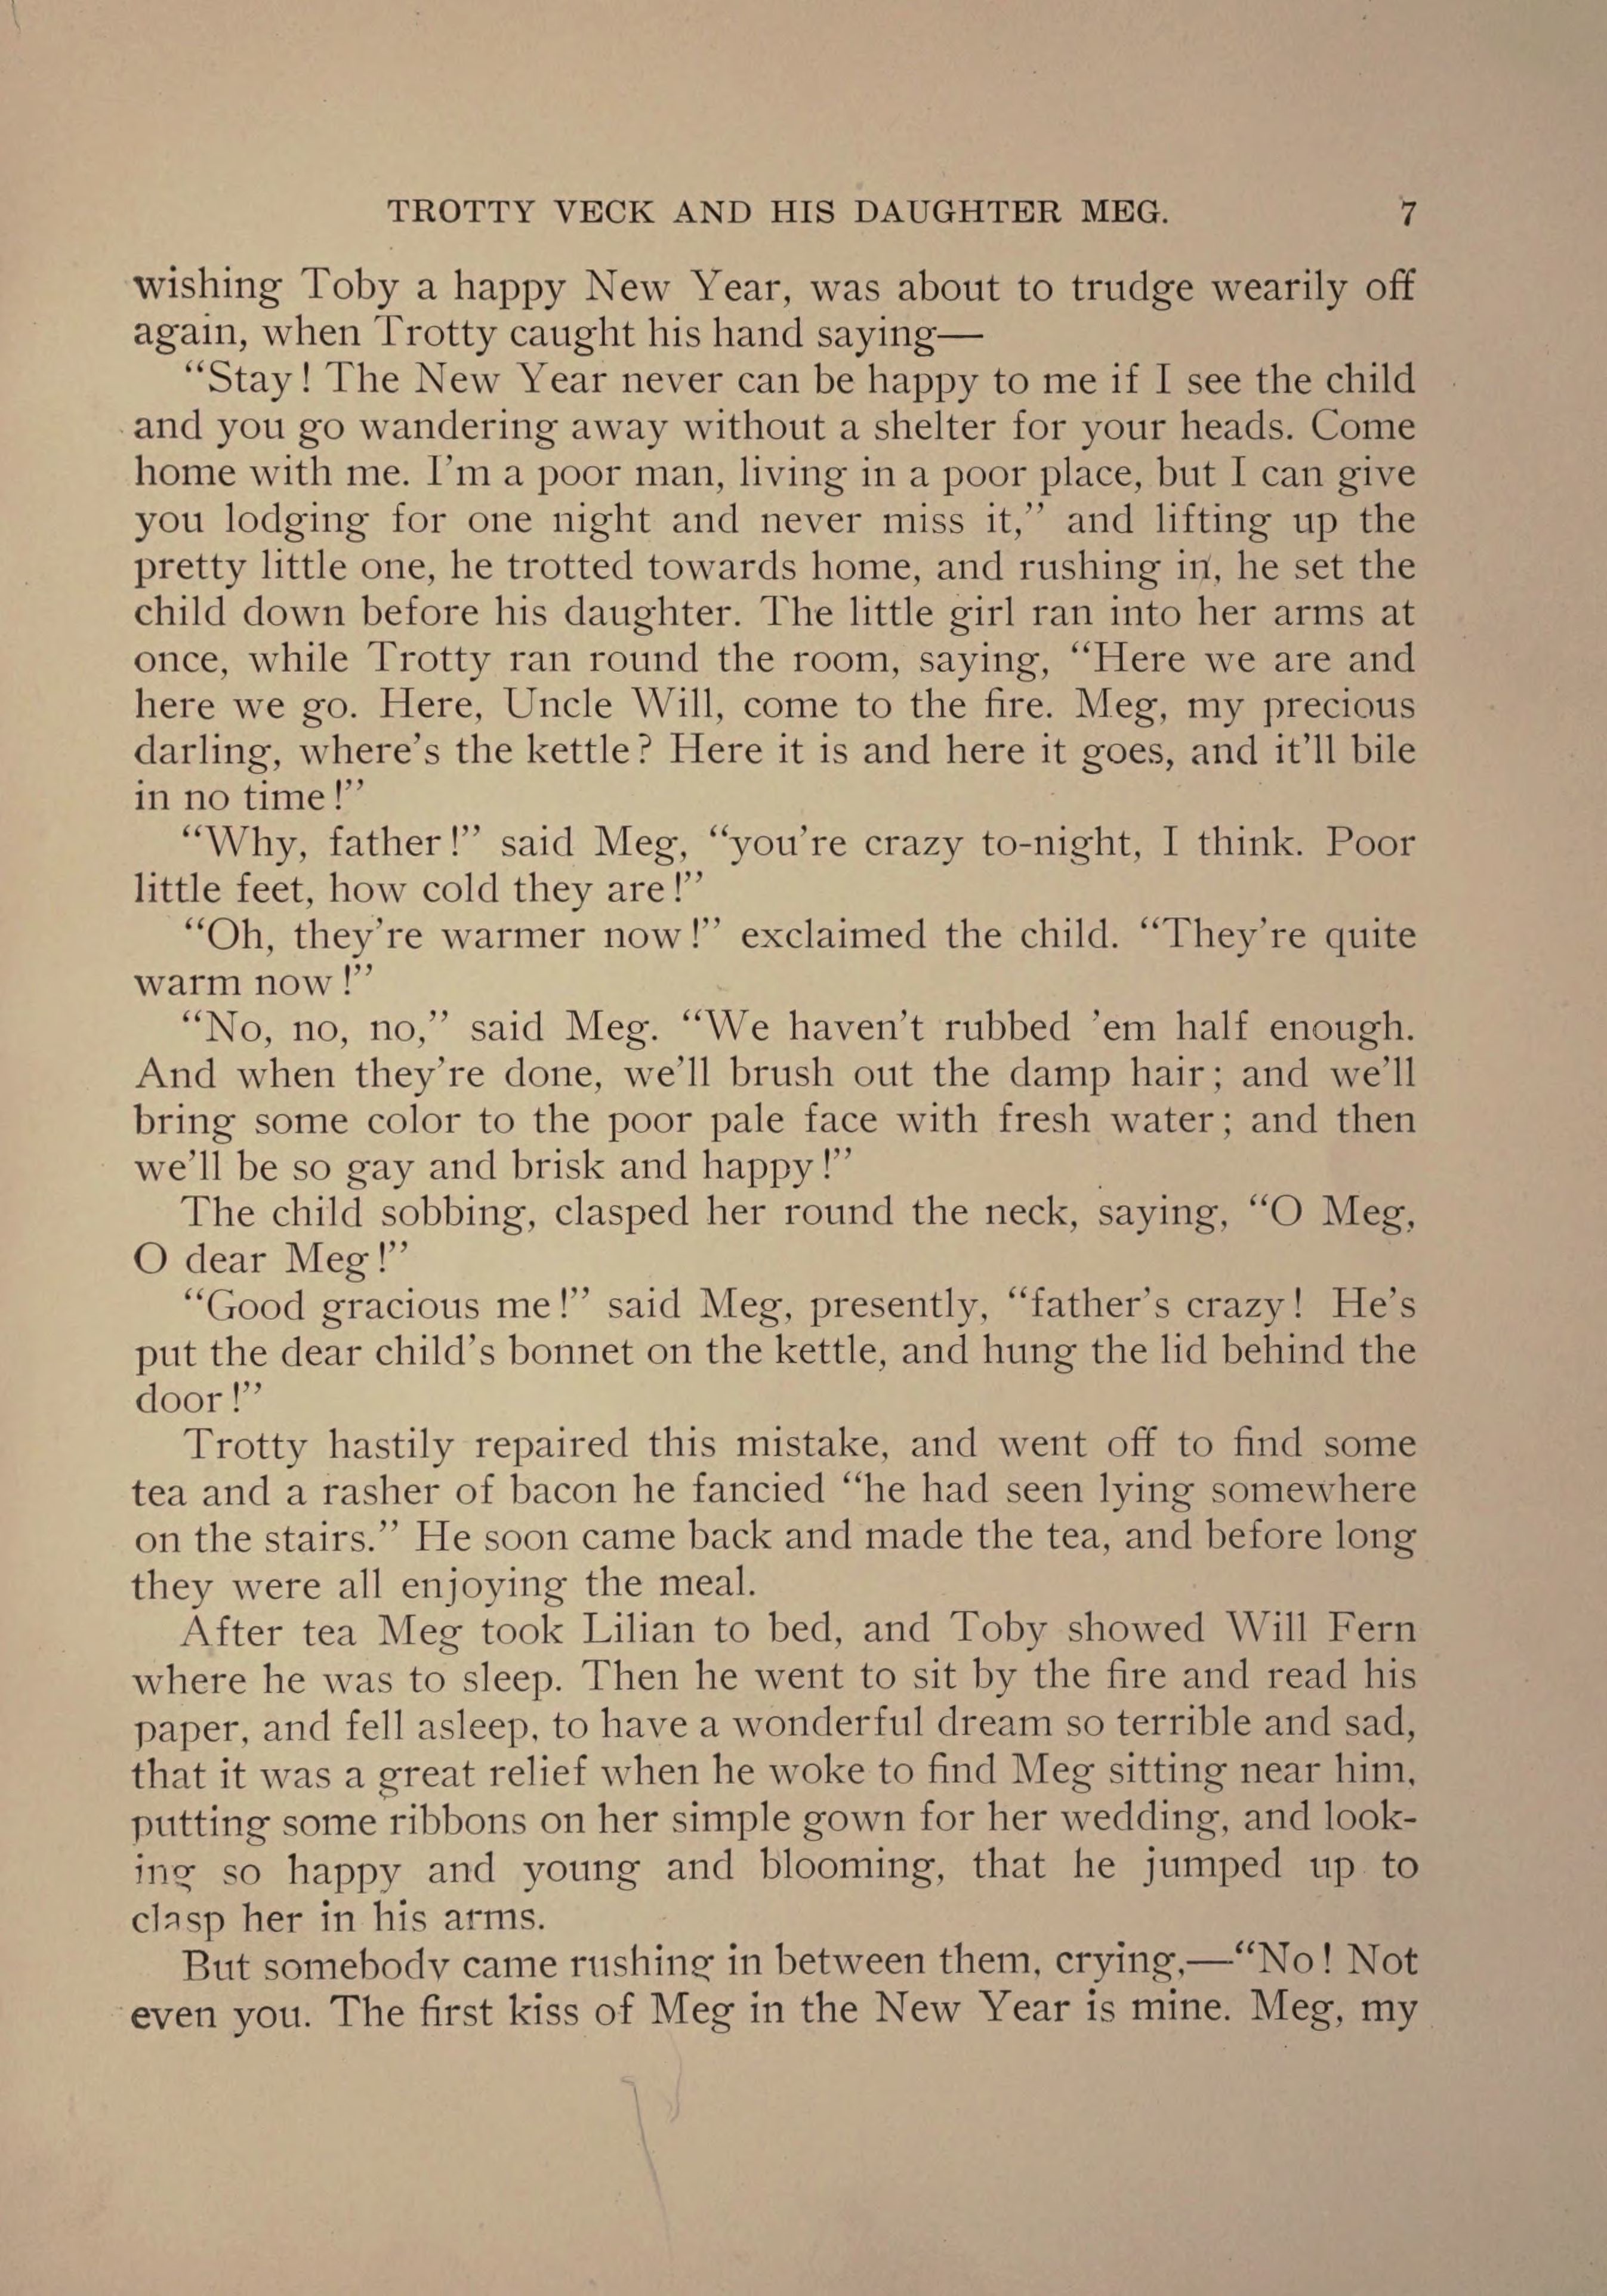 TROTTY VECK AND HIS DAUGHTER MEG. 7
wishing Toby a happy New Year, was about to trudge wearily off
again, when Trotty caught his hand saying—
“Stay! The New Year never can be happy to me if I see the child
and you go wandering away without a shelter for your heads. Come
home with me. I’m a poor man, living in a poor place, but I can give
you lodging for one night and never miss it,” and lifting up the
pretty little one, he trotted towards home, and rushing in, he set the
child down before his daughter. The little girl ran into her arms at
once, while Trotty ran round the room, saying, “Here we are and
here we go. Here, Uncle Will, come to the fire. Meg, my precious
darling, where’s the kettle? Here it is and here it goes, and it’ll bile
in no time!”
“Why, father!” said Meg, “you’re crazy to-night, I think. Poor
little feet, how cold they are!”
“Oh, they’re warmer now!” exclaimed the child. “They’re quite
warm now!”
“No, no, no,” said Meg. “We haven’t rubbed ’em half enough.
And when they’re done, we’ll brush out the damp hair; and we’ll
bring some color to the poor pale face with fresh water; and then
we’ll be so gay and brisk and happy!”
The child sobbing, clasped her round the neck, saying, “O Meg,
O dear Meg!”
“Good gracious me!” said Meg, presently, “father’s crazy! He’s
put the dear child’s bonnet on the kettle, and hung the lid behind the
door!”
Trotty hastily repaired this mistake, and went off to find some
tea and a rasher of bacon he fancied “he had seen lying somewhere
on the stairs.” He soon came back and made the tea, and before long
they were all enjoying the meal.
After tea Meg took Lilian to bed, and Toby showed Will Fern
where he was to sleep. Then he went to sit by the fire and read his
paper, and fell asleep, to have a wonderful dream so terrible and sad,
that it was a great relief when he woke to find Meg sitting near him,
putting some ribbons on her simple gown for her wedding, and look-
ing so happy and young and blooming, that he jumped up to
clasp her in his arms.
But somebody came rushing in between them, crying,—“No! Not
even you. The first kiss of Meg in the New Year is mine. Meg, my